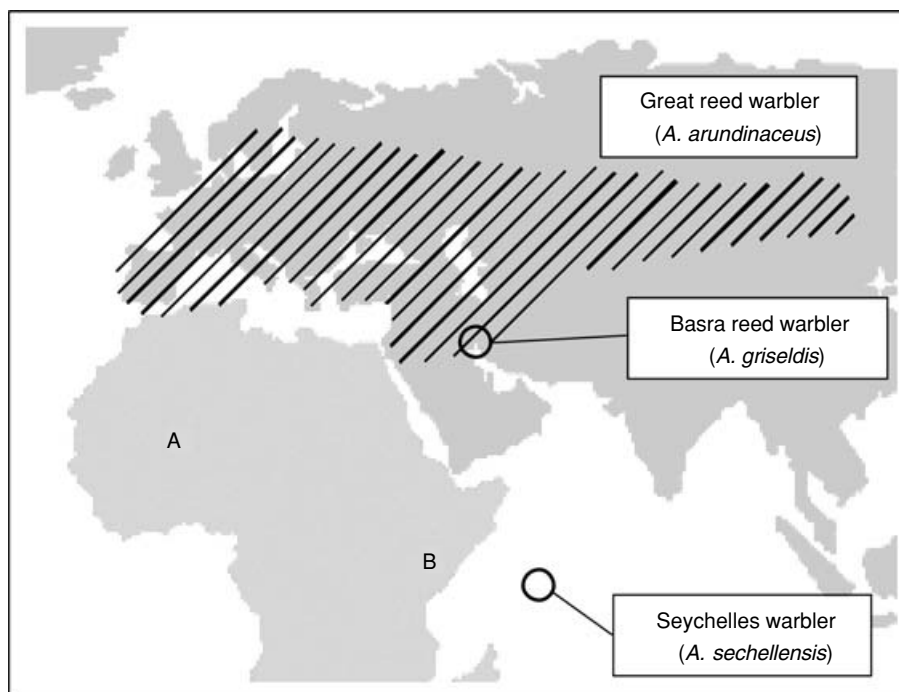 Great reed warbler
(A. arundinaceus)
Basra reed warbler
(A. griseldis)
A
B
Seychelles warbler
(A. sechellensis)